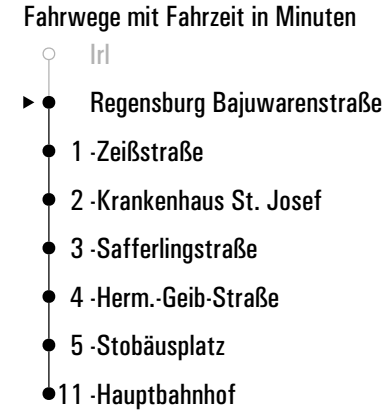 Fahrwege mit Fahrzeit in Minuten
Irl
Regensburg Bajuwarenstraße
1 -Zeißstraße
2 -Krankenhaus St. Josef
3 -Safferlingstraße
4 -Herm.-Geib-Straße
5 -Stobäusplatz
11 -Hauptbahnhof